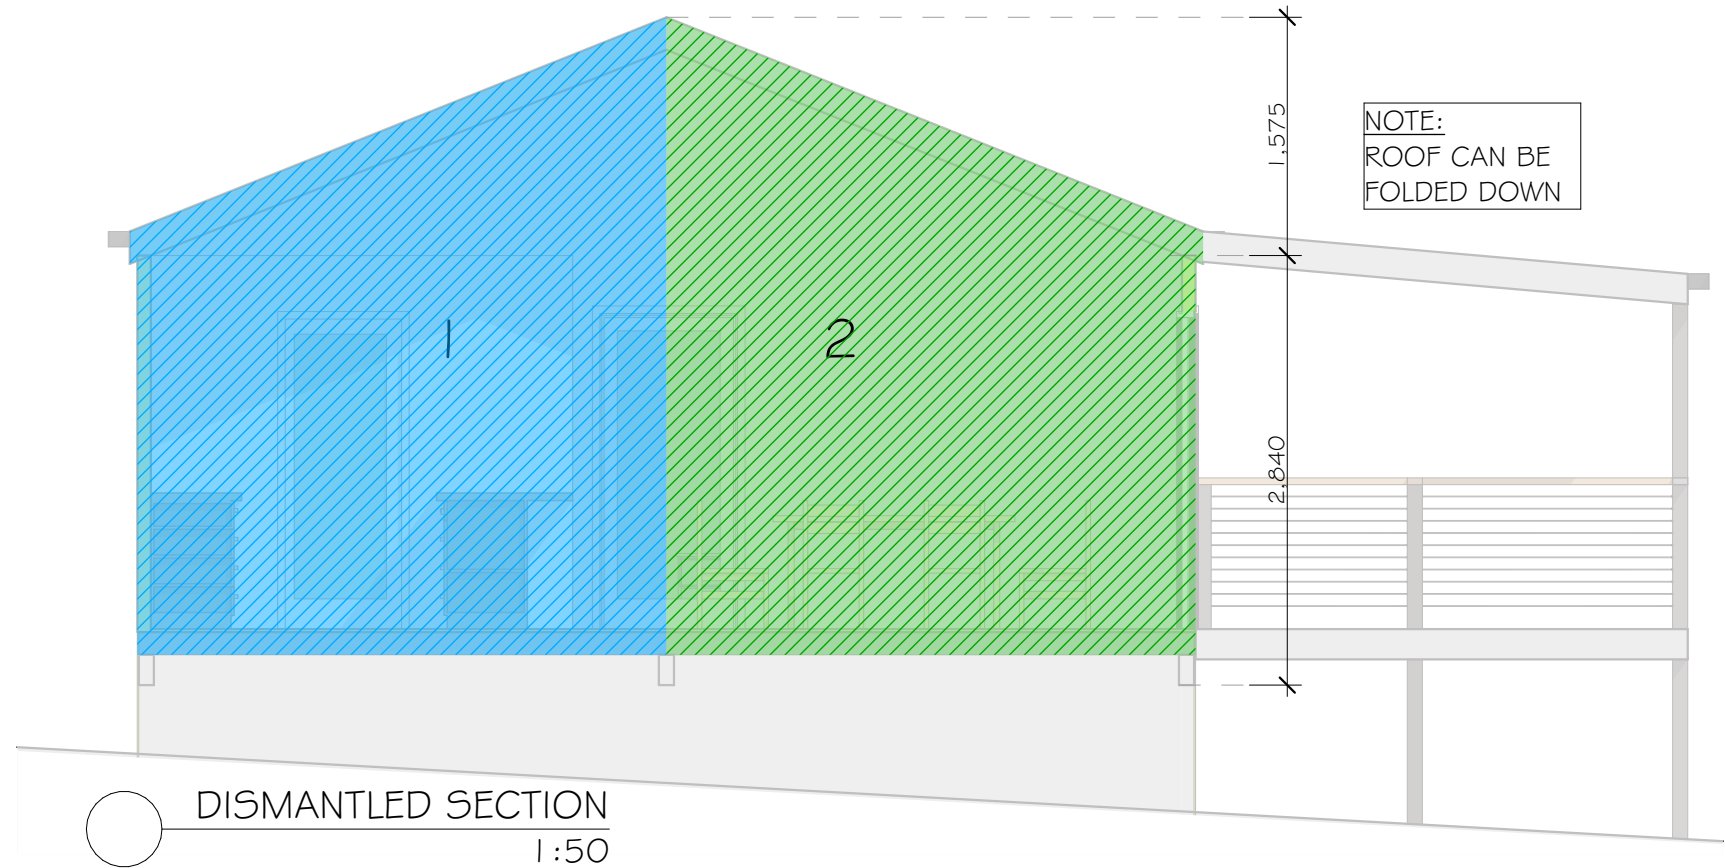 1,575
NOTE:
ROOF CAN BE
FOLDED DOWN
1
2
2,840
DISMANTLED SECTION
1:50